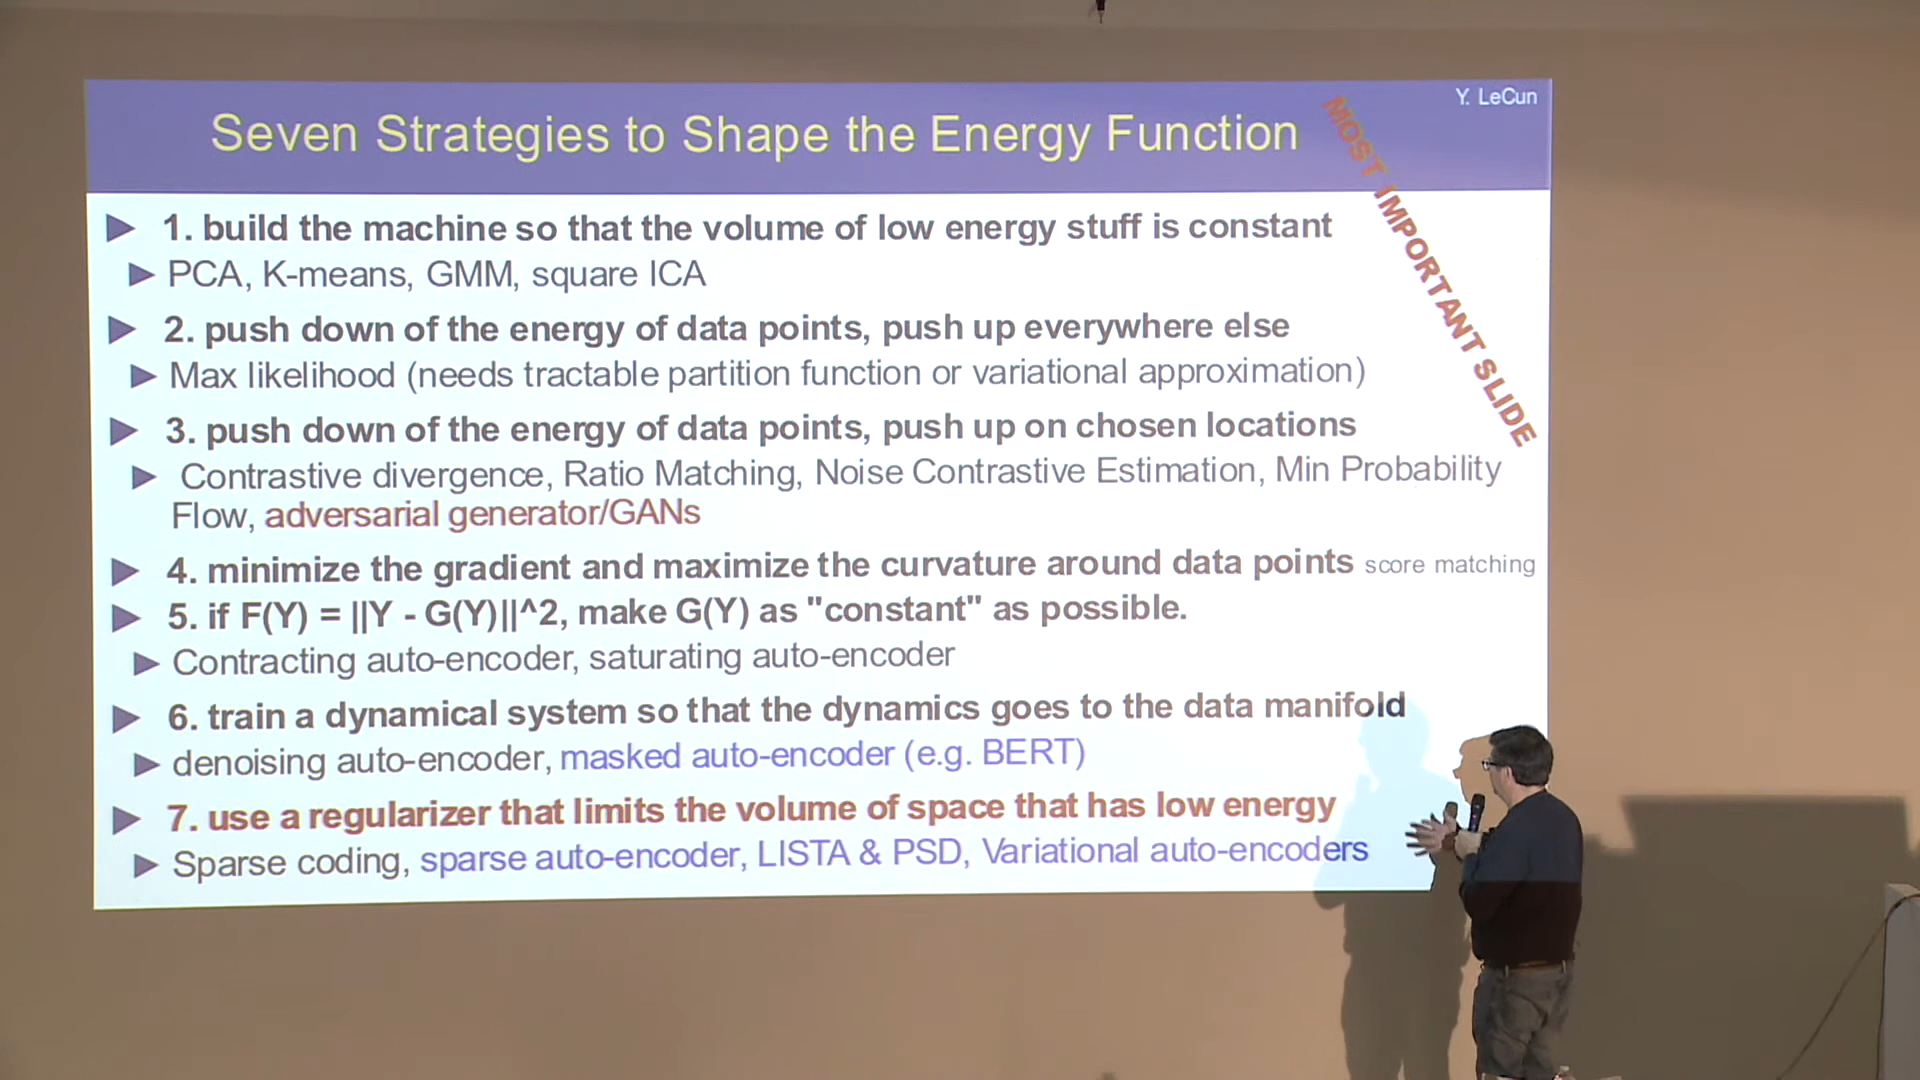 Y. LeCun
Seven Strategies to Shape the Energy Function
MOST IMPORTANT SLIDE
1. build the machine so that the volume of low energy stuff is constant
PCA, K-means, GMM, square ICA
2. push down of the energy of data points, push up everywhere else
Max likelihood (needs tractable partition function or variational approximation)
3. push down of the energy of data points, push up on chosen locations
Contrastive divergence, Ratio Matching, Noise Contrastive Estimation, Min Probability
Flow, adversarial generator/GANs
4. minimize the gradient and maximize the curvature around data points score matching
5. if F(Y) = ||Y - G(Y)||^2, make G(Y) as "constant" as possible.
Contracting auto-encoder, saturating auto-encoder
6. train a dynamical system so that the dynamics goes to the data manifold
denoising auto-encoder, masked auto-encoder (e.g. BERT)
7. use a regularizer that limits the volume of space that has low energy
Sparse coding, sparse auto-encoder, LISTA & PSD, Variational auto-encoders